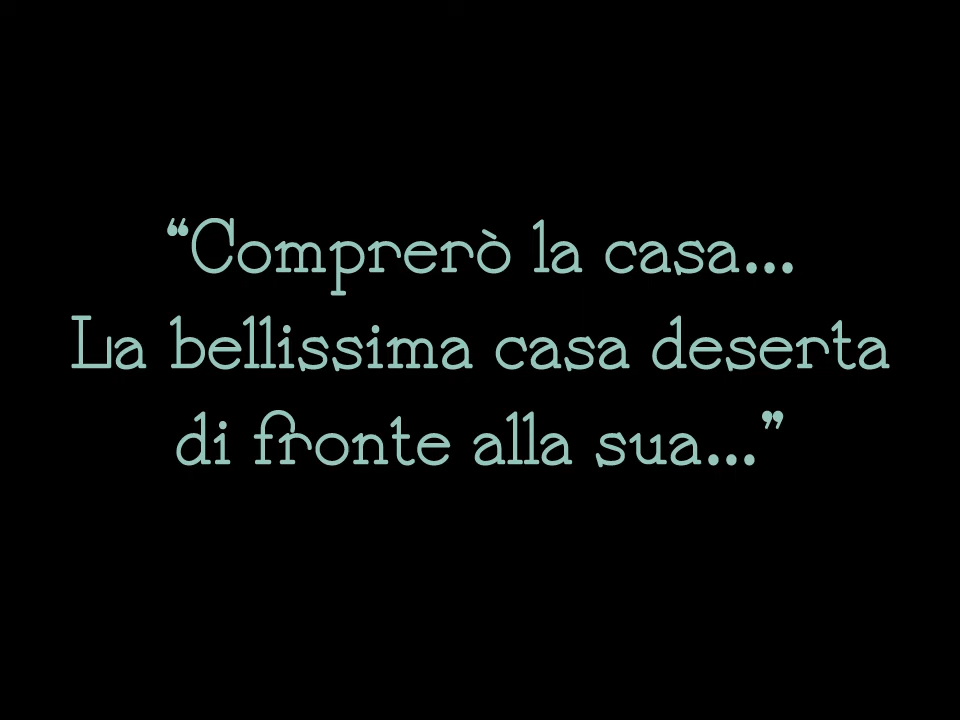 “Comprerò la casa...
La bellissima casa deserta
di fronte alla sua...”